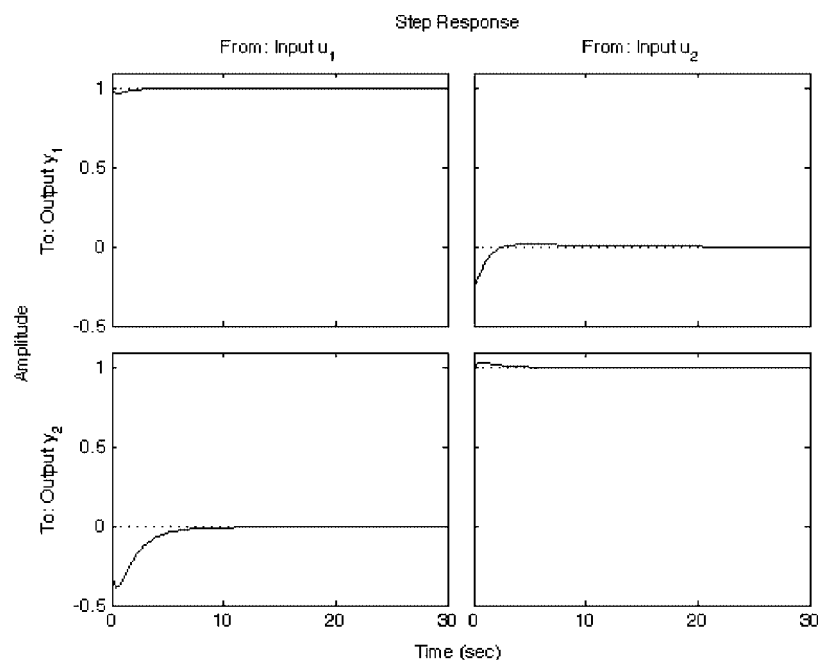 Step Response
From: Input u1
From: Input u2
To: Output y1
1
0.5
0
-0.5
Amplitude
To: Output y2
1
0.5
0
-0.5
0
10
20
30
0
10
20
30
Time (sec)